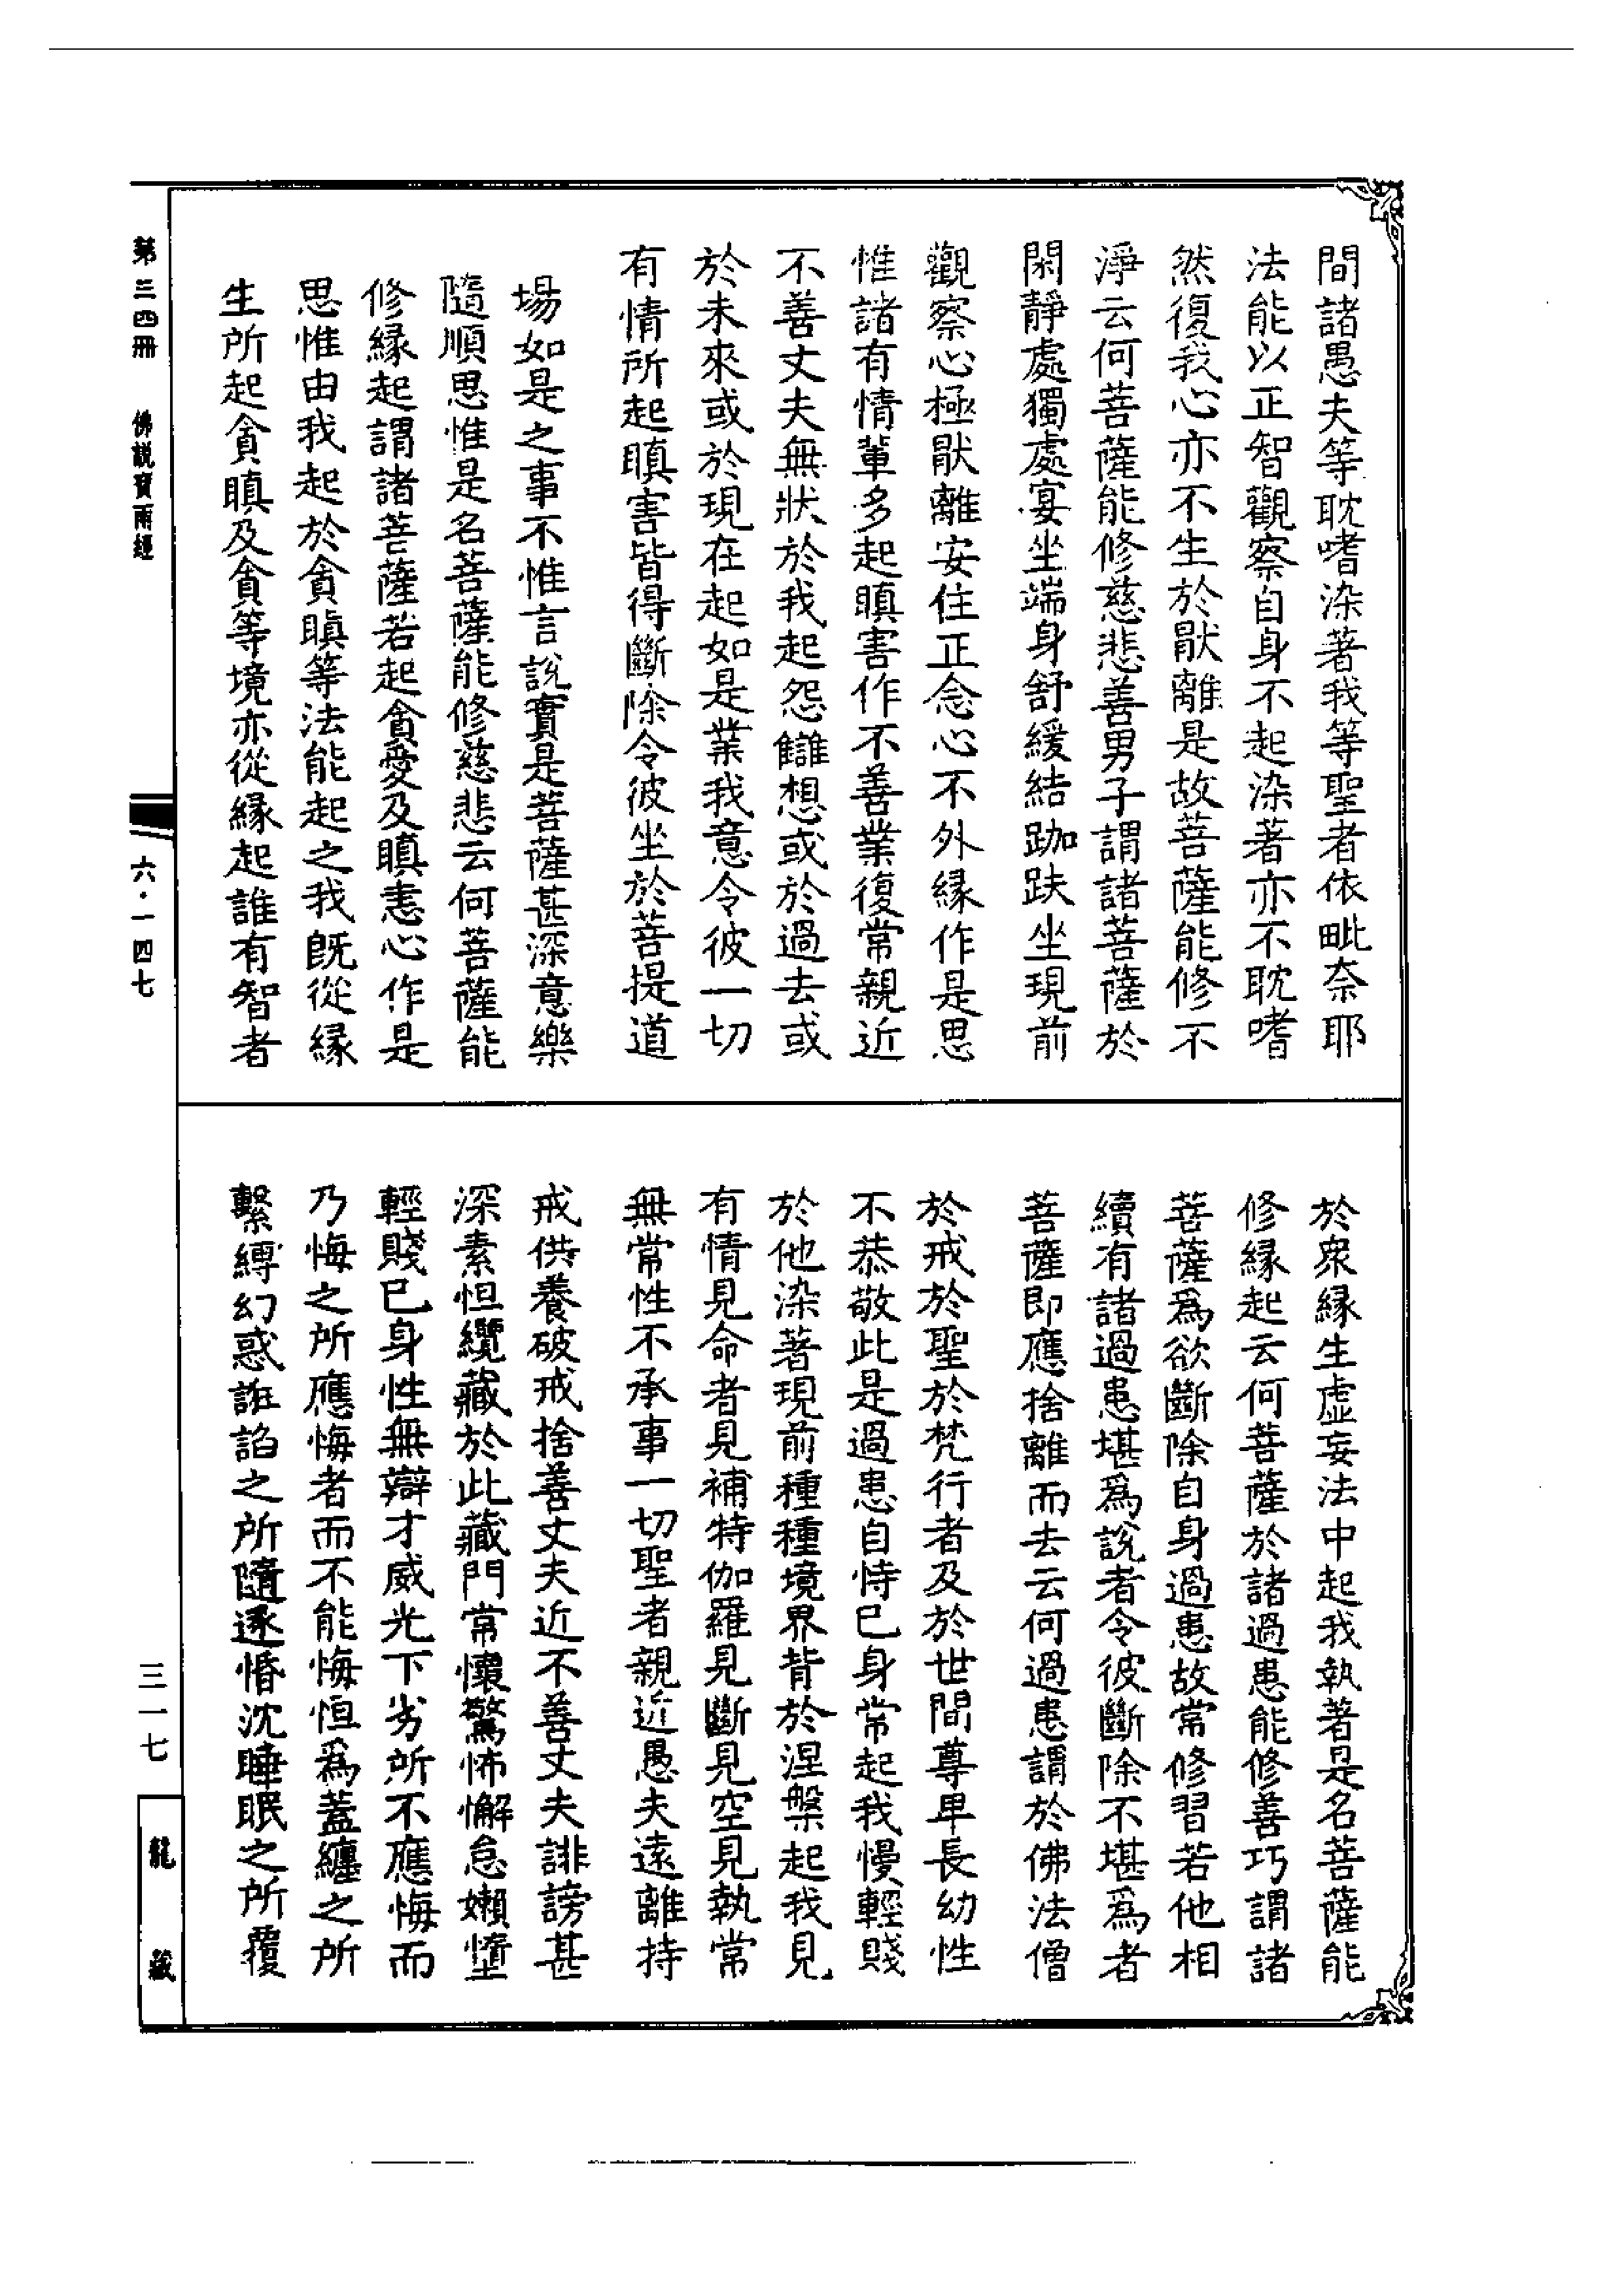 間諸愚夫等耽嗜染著我等聖者依毗奈耶
法能以正智觀察自身不起染著亦不耽嗜
然復我心亦不生於猒離是故菩薩能修不
淨云何菩薩能修慈悲善男子謂諸菩薩於
閑靜處獨處宴坐端身舒緩結跏趺坐現前
觀察心極猒離安住正念心不外緣作是思
惟諸有情輩多起瞋害作不善業復常親近
不善丈夫無狀於我起怨讎想或於過去或
於未來或於現在起如是業我意令彼一切
有情所起瞋害皆得斷除令彼坐於菩提道
場如是之事不惟言說實是菩薩甚深意樂
隨順思惟是名菩薩能修慈悲云何菩薩能
修緣起謂諸菩薩若起貪愛及瞋恚心作是
思惟由我起於貪瞋等法能起之我既從緣
生所起貪瞋及貪等境亦從緣起誰有智者
於衆緣生虛妄法中起我執著是名菩薩能
修緣起云何菩薩於諸過患能修善巧謂諸
菩薩爲欲斷除自身過患故常修習若他相
續有諸過患堪爲說者令彼斷除不堪爲者
菩薩即應捨離而去云何過患謂於佛法僧
於戒於聖於梵行者及於世間尊卑長幼性
不恭敬此是過患自恃已身常起我慢輕賤
於他染著現前種種境界背於涅槃起我見
有情見命者見補特伽羅見斷見空見執常
無常性不承事一切聖者親近愚夫遠離持
戒供養破戒捨善丈夫近不善丈夫誹謗甚
深素怛纜藏於此藏門常懷驚怖懈怠嬾墮
輕賤已身性無辯才威光下劣所不應悔而
乃悔之所應悔者而不能悔恒爲蓋纏之所
繫縛幻惑誑諂之所隨逐惛沈睡眠之所覆
第三四冊 佛說寶雨經
六·一四七
三一七
龍藏